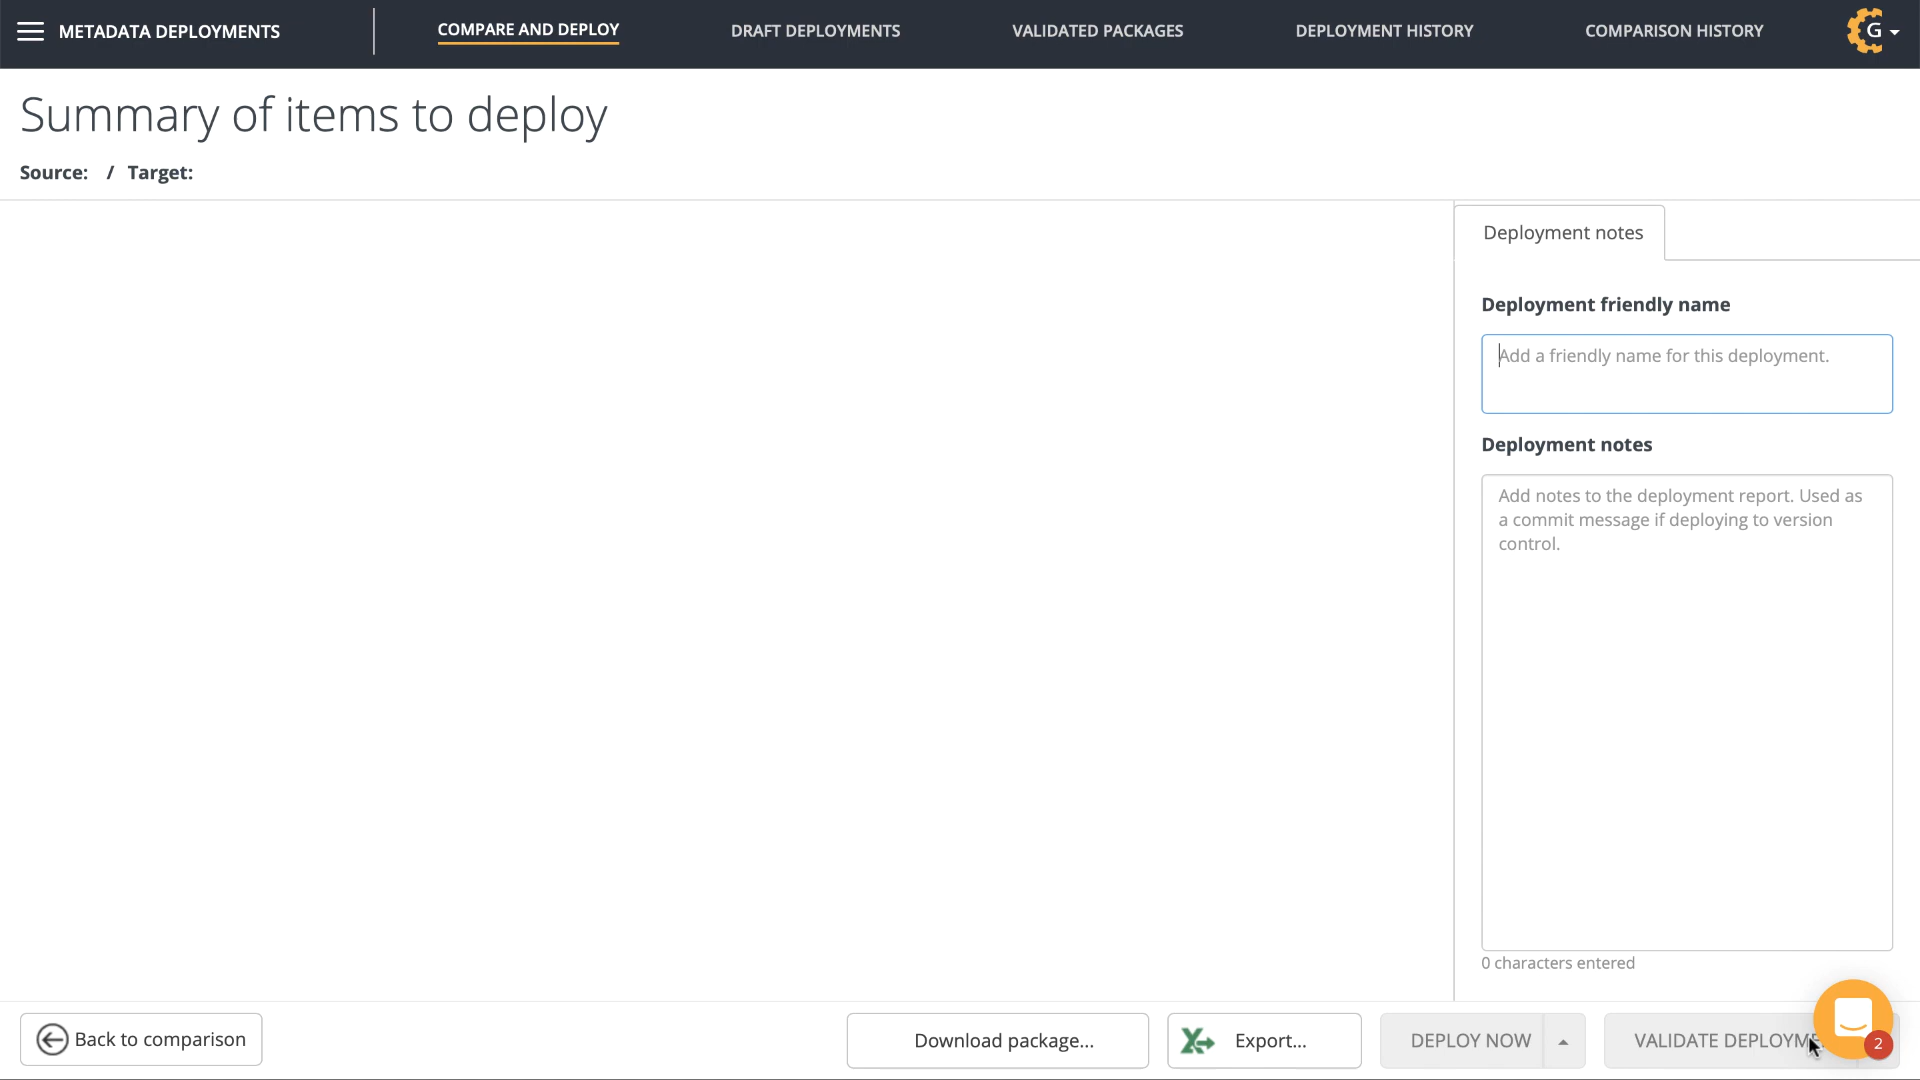 METADATA DEPLOYMENTS
COMPARE AND DEPLOY
DRAFT DEPLOYMENTS
VALIDATED PACKAGES
DEPLOYMENT HISTORY
COMPARISON HISTORY
G
Summary of items to deploy
Source: / Target:
Deployment notes
Deployment friendly name
Add a friendly name for this deployment.
Deployment notes
Add notes to the deployment report. Used as
a commit message if deploying to version
control.
0 characters entered
Back to comparison
Download package...
Export...
DEPLOY NOW
VALIDATE DEPLOYM
2